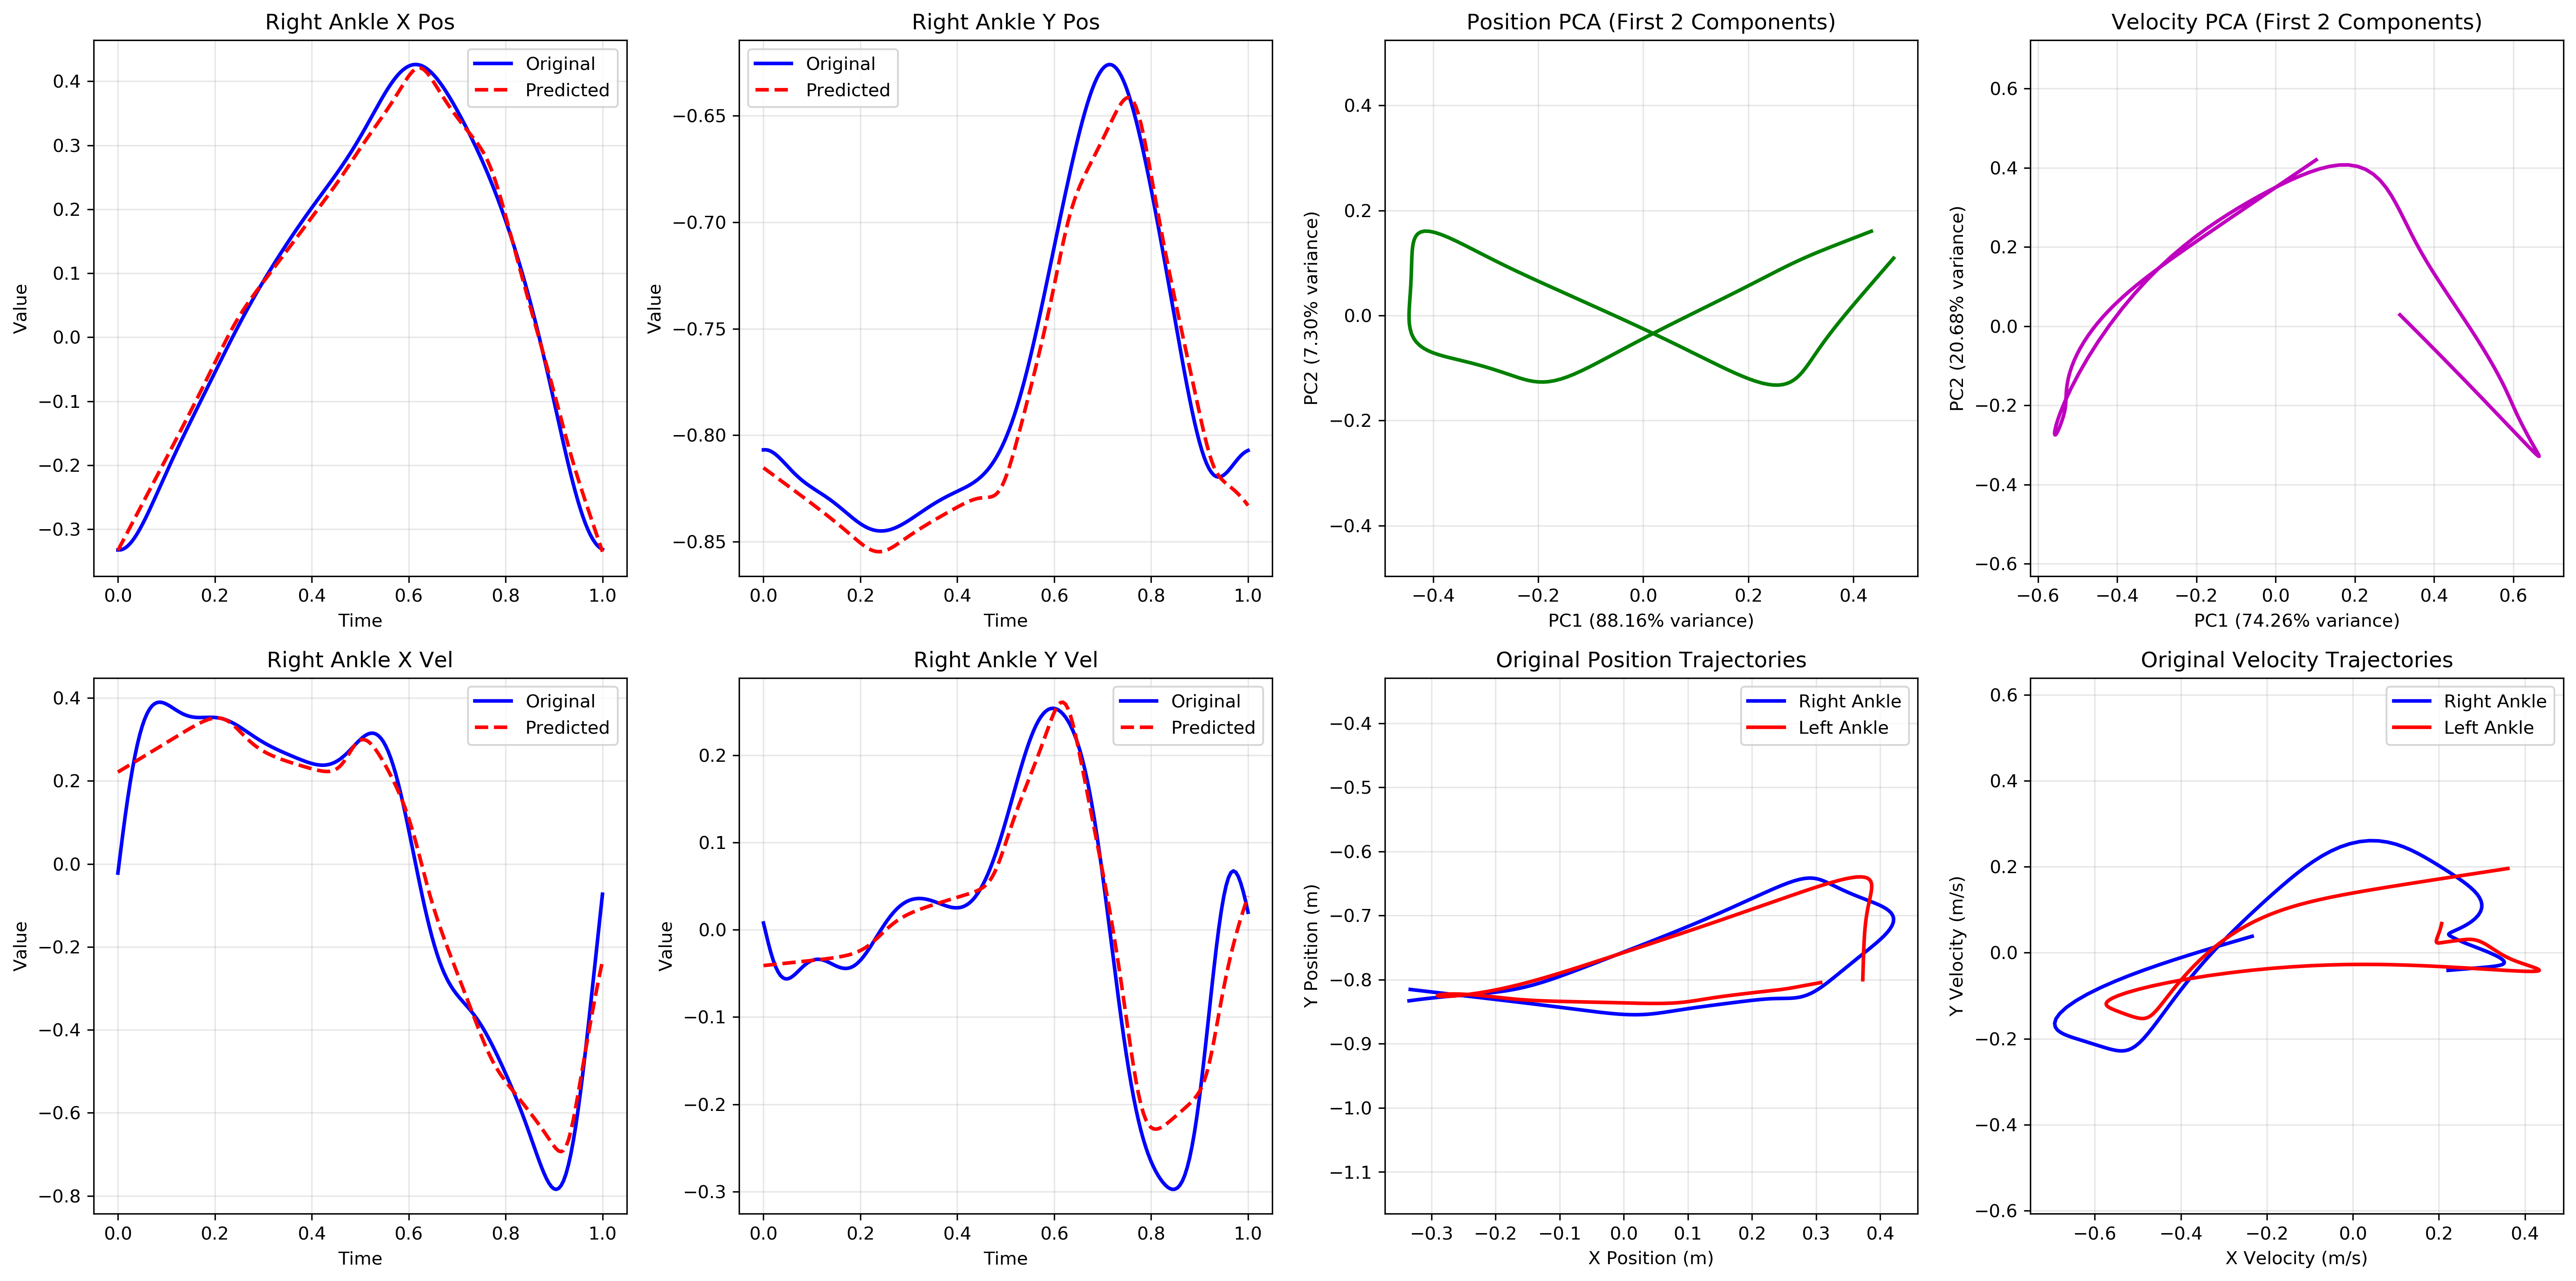 Right Ankle X Pos
Original
Predicted
Value
0.4
0.3
0.2
0.1
0.0
−0.1
−0.2
−0.3
0.0 0.2 0.4 0.6 0.8 1.0
Time
Right Ankle Y Pos
Original
Predicted
Value
−0.65
−0.70
−0.75
−0.80
−0.85
0.0 0.2 0.4 0.6 0.8 1.0
Time
Position PCA (First 2 Components)
PC2 (7.30% variance)
0.4
0.2
0.0
−0.2
−0.4
−0.4 −0.2 0.0 0.2 0.4
PC1 (88.16% variance)
Velocity PCA (First 2 Components)
PC2 (20.68% variance)
0.6
0.4
0.2
0.0
−0.2
−0.4
−0.6
−0.6 −0.4 −0.2 0.0 0.2 0.4 0.6
PC1 (74.26% variance)
Right Ankle X Vel
Original
Predicted
Value
0.4
0.2
0.0
−0.2
−0.4
−0.6
−0.8
0.0 0.2 0.4 0.6 0.8 1.0
Time
Right Ankle Y Vel
Original
Predicted
Value
0.2
0.1
0.0
−0.1
−0.2
−0.3
0.0 0.2 0.4 0.6 0.8 1.0
Time
Original Position Trajectories
Right Ankle
Left Ankle
Y Position (m)
−0.4
−0.5
−0.6
−0.7
−0.8
−0.9
−1.0
−1.1
−0.3 −0.2 −0.1 0.0 0.1 0.2 0.3 0.4
X Position (m)
Original Velocity Trajectories
Right Ankle
Left Ankle
Y Velocity (m/s)
0.6
0.4
0.2
0.0
−0.2
−0.4
−0.6
−0.6 −0.4 −0.2 0.0 0.2 0.4
X Velocity (m/s)